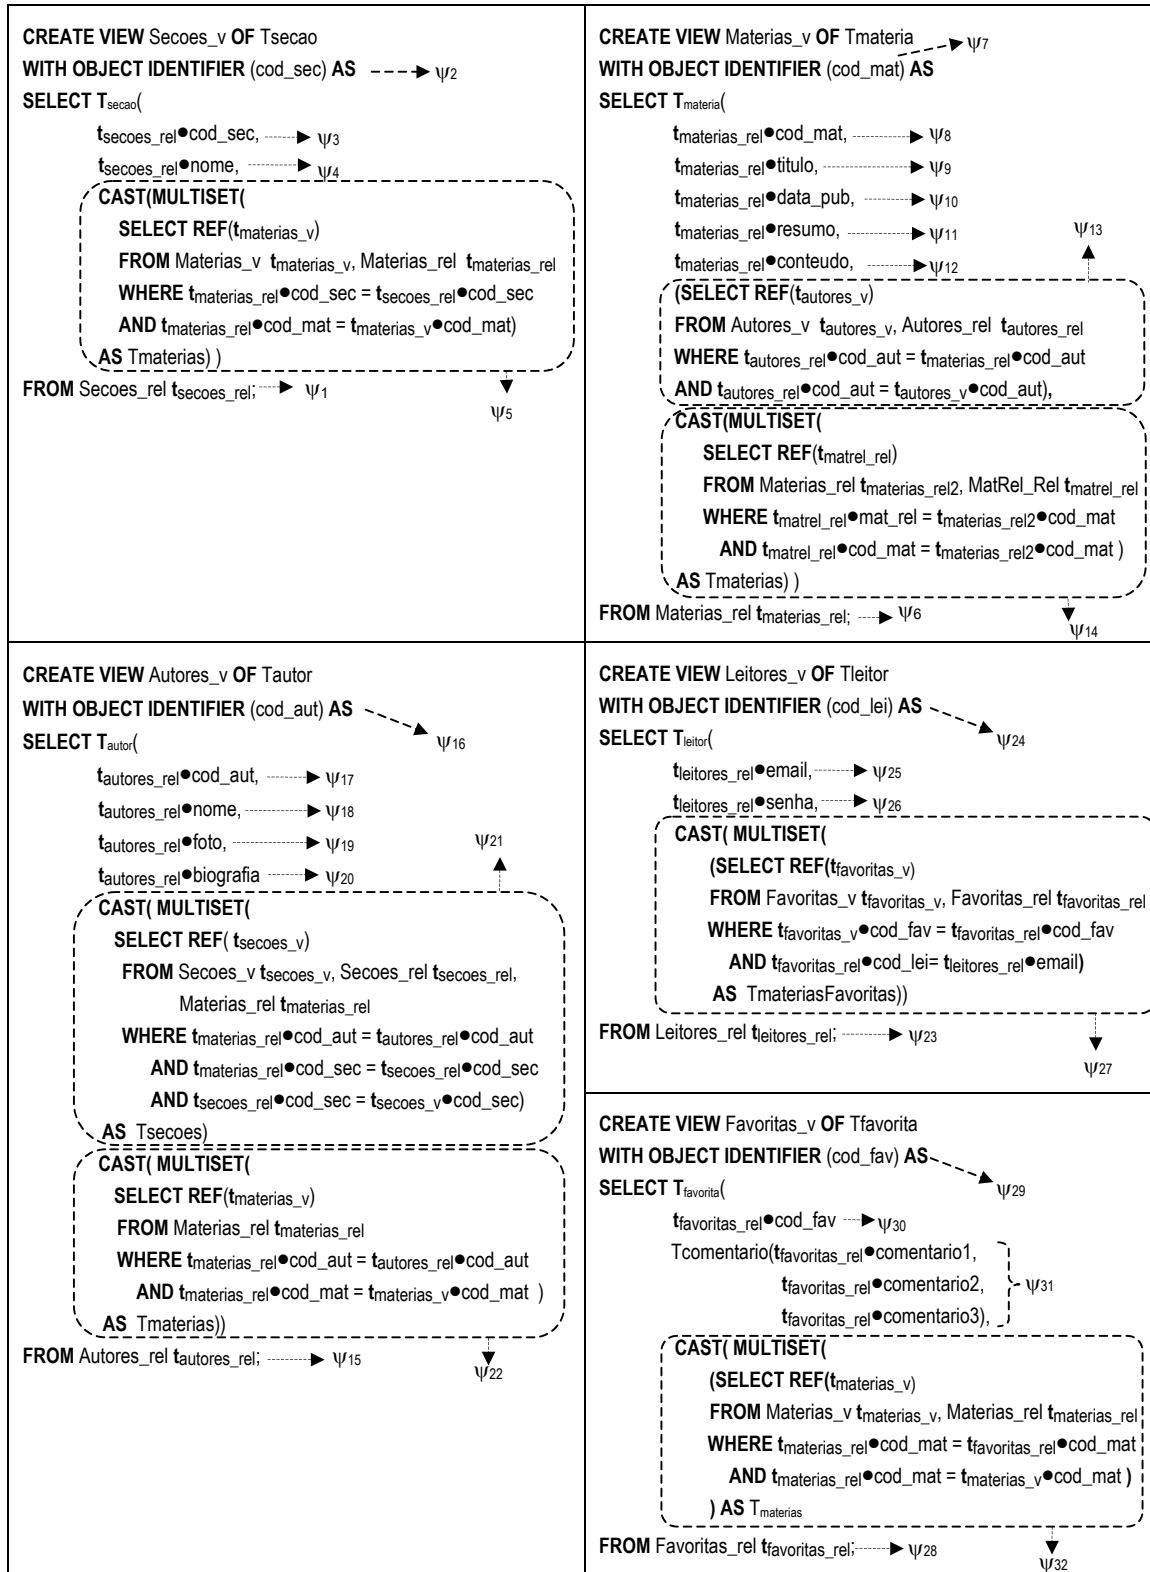 CREATE VIEW Secoes_v OF Tsecao
WITH OBJECT IDENTIFIER (cod_sec) AS ψ2
SELECT Tsecao(
tsecoes_rel●cod_sec, ψ3
tsecoes_rel●nome, ψ4
CAST(MULTISET(
SELECT REF(tmaterias_v)
FROM Materias_v tmaterias_v, Materias_rel tmaterias_rel
WHERE tmaterias_rel●cod_sec = tsecoes_rel●cod_sec
AND tmaterias_rel●cod_mat = tmaterias_v●cod_mat)
AS Tmaterias) )
FROM Secoes_rel tsecoes_rel; ψ1
ψ5
CREATE VIEW Materias_v OF Tmateria
ψ7
WITH OBJECT IDENTIFIER (cod_mat) AS
SELECT Tmateria(
tmaterias_rel●cod_mat, ψ8
tmaterias_rel●titulo, ψ9
tmaterias_rel●data_pub, ψ10
tmaterias_rel●resumo, ψ11
ψ13
tmaterias_rel●conteudo, ψ12
(SELECT REF(tautores_v)
FROM Autores_v tautores_v, Autores_rel tautores_rel
WHERE tautores_rel●cod_aut = tmaterias_rel●cod_aut
AND tautores_rel●cod_aut = tautores_v●cod_aut),
CAST(MULTISET(
SELECT REF(tmatrel_rel)
FROM Materias_rel tmaterias_rel2, MatRel_Rel tmatrel_rel
WHERE tmatrel_rel●mat_rel = tmaterias_rel2●cod_mat
AND tmatrel_rel●cod_mat = tmaterias_rel2●cod_mat )
AS Tmaterias) )
FROM Materias_rel tmaterias_rel; ψ6
ψ14
CREATE VIEW Autores_v OF Tautor
WITH OBJECT IDENTIFIER (cod_aut) AS
SELECT Tautor( ψ16
tautores_rel●cod_aut, ψ17
tautores_rel●nome, ψ18
tautores_rel●foto, ψ19
ψ21
tautores_rel●biografia ψ20
CAST( MULTISET(
SELECT REF( tsecoes_v)
FROM Secoes_v tsecoes_v, Secoes_rel tsecoes_rel,
Materias_rel tmaterias_rel
WHERE tmaterias_rel●cod_aut = tautores_rel●cod_aut
AND tmaterias_rel●cod_sec = tsecoes_rel●cod_sec
AND tsecoes_rel●cod_sec = tsecoes_v●cod_sec)
AS Tsecoes)
CAST( MULTISET(
SELECT REF(tmaterias_v)
FROM Materias_rel tmaterias_rel
WHERE tmaterias_rel●cod_aut = tautores_rel●cod_aut
AND tmaterias_rel●cod_mat = tmaterias_v●cod_mat )
AS Tmaterias))
FROM Autores_rel tautores_rel; ψ15
ψ22
CREATE VIEW Leitores_v OF Tleitor
WITH OBJECT IDENTIFIER (cod_lei) AS
SELECT Tleitor( ψ24
tleitores_rel●email, ψ25
tleitores_rel●senha, ψ26
CAST( MULTISET(
(SELECT REF(tfavoritas_v)
FROM Favoritas_v tfavoritas_v, Favoritas_rel tfavoritas_rel
WHERE tfavoritas_v●cod_fav = tfavoritas_rel●cod_fav
AND tfavoritas_rel●cod_lei= tleitores_rel●email)
AS TmateriasFavoritas))
FROM Leitores_rel tleitores_rel; ψ23
ψ27
CREATE VIEW Favoritas_v OF Tfavorita
WITH OBJECT IDENTIFIER (cod_fav) AS
SELECT Tfavorita( ψ29
tfavoritas_rel●cod_fav ψ30
Tcomentario(tfavoritas_rel●comentario1,
tfavoritas_rel●comentario2, ψ31
tfavoritas_rel●comentario3),
CAST( MULTISET(
(SELECT REF(tmaterias_v)
FROM Materias_v tmaterias_v, Materias_rel tmaterias_rel
WHERE tmaterias_rel●cod_mat = tfavoritas_rel●cod_mat
AND tmaterias_rel●cod_mat = tmaterias_v●cod_mat )
) AS Tmaterias
FROM Favoritas_rel tfavoritas_rel; ψ28
ψ32